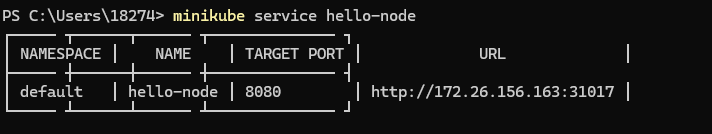 PS C:\Users\18274> minikube service hello-node
| NAMESPACE | NAME | TARGET PORT | URL |
| default | hello-node | 8080 | http://172.26.156.163:31017 |